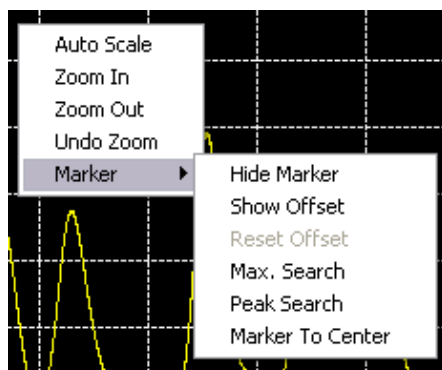 Auto Scale
Zoom In
Zoom Out
Undo Zoom
Marker
Hide Marker
Show Offset
Reset Offset
Max. Search
Peak Search
Marker To Center